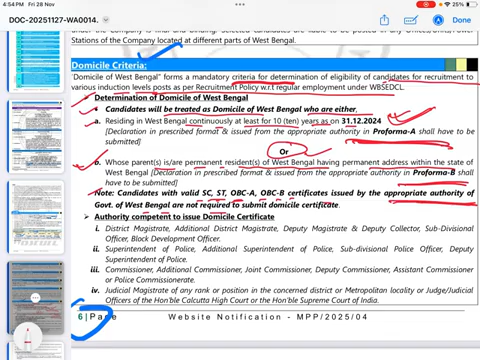 4:54 PM Fri 28 Nov
25%
DOC-20251127-WA0014.
under the Company is final and binding. Selected candidates are liable to be posted in any Offices/Units/Power
Stations of the Company located at different parts of West Bengal.
Domicile Criteria:
'Domicile of West Bengal' forms a mandatory criteria for determination of eligibility of candidates for recruitment to
various induction levels posts as per Recruitment Policy w.r.t regular employment under WBSEDCL.
Determination of Domicile of West Bengal
Candidates will be treated as Domicile of West Bengal who are either,
a. Residing in West Bengal continuously at least for 10 (ten) years as on 31.12.2024
[Declaration in prescribed format & issued from the appropriate authority in Proforma-A shall have to be
submitted]
Or
b. Whose parent(s) is/are permanent resident(s) of West Bengal having permanent address within the state of
West Bengal [Declaration in prescribed format & issued from the appropriate authority in Proforma-B shall
have to be submitted]
Note: Candidates with valid SC, ST, OBC-A, OBC-B certificates issued by the appropriate authority of
Govt. of West Bengal are not required to submit domicile certificate.
Authority competent to issue Domicile Certificate
i. District Magistrate, Additional District Magistrate, Deputy Magistrate & Deputy Collector, Sub-Divisional
Officer, Block Development Officer.
ii. Superintendent of Police, Additional Superintendent of Police, Sub-divisional Police Officer, Deputy
Superintendent of Police.
iii. Commissioner, Additional Commissioner, Joint Commissioner, Deputy Commissioner, Assistant Commissioner
or Police Commissionerate.
iv. Judicial Magistrate of any rank or position in the concerned district or Metropolitan locality or Judge/Judicial
Officers of the Hon'ble Calcutta High Court or the Hon'ble Supreme Court of India.
6 | Page Website Notification - MPP/2025/04